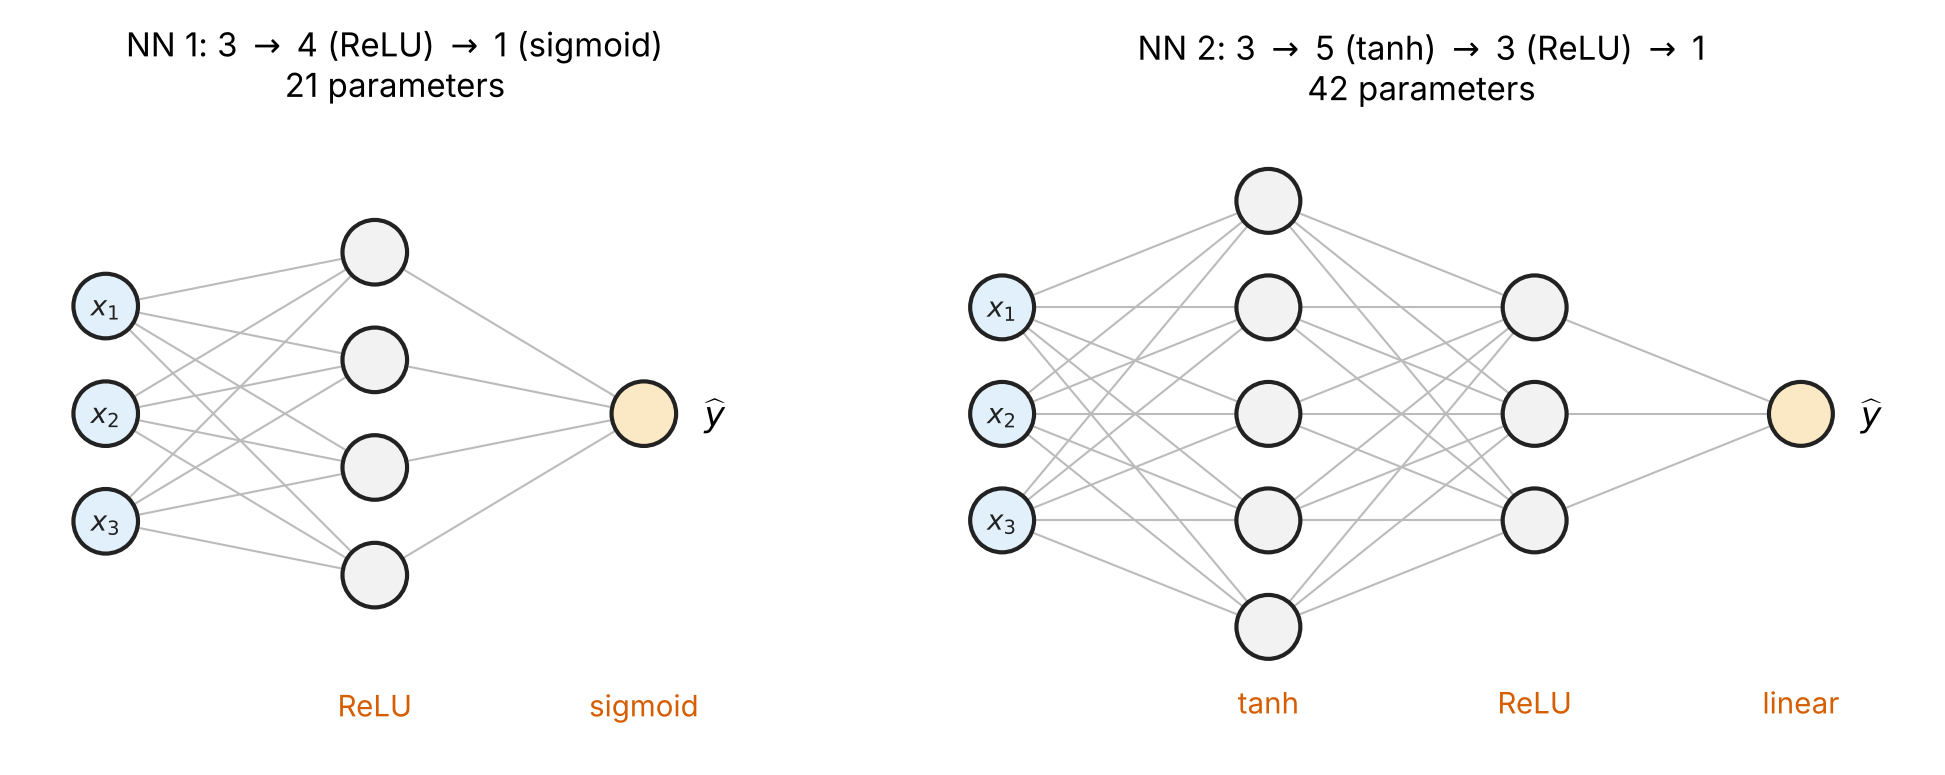 NN 1: 3 → 4 (ReLU) → 1 (sigmoid)
21 parameters
x₁
x₂
x₃
ŷ
ReLU
sigmoid
NN 2: 3 → 5 (tanh) → 3 (ReLU) → 1
42 parameters
x₁
x₂
x₃
ŷ
tanh
ReLU
linear